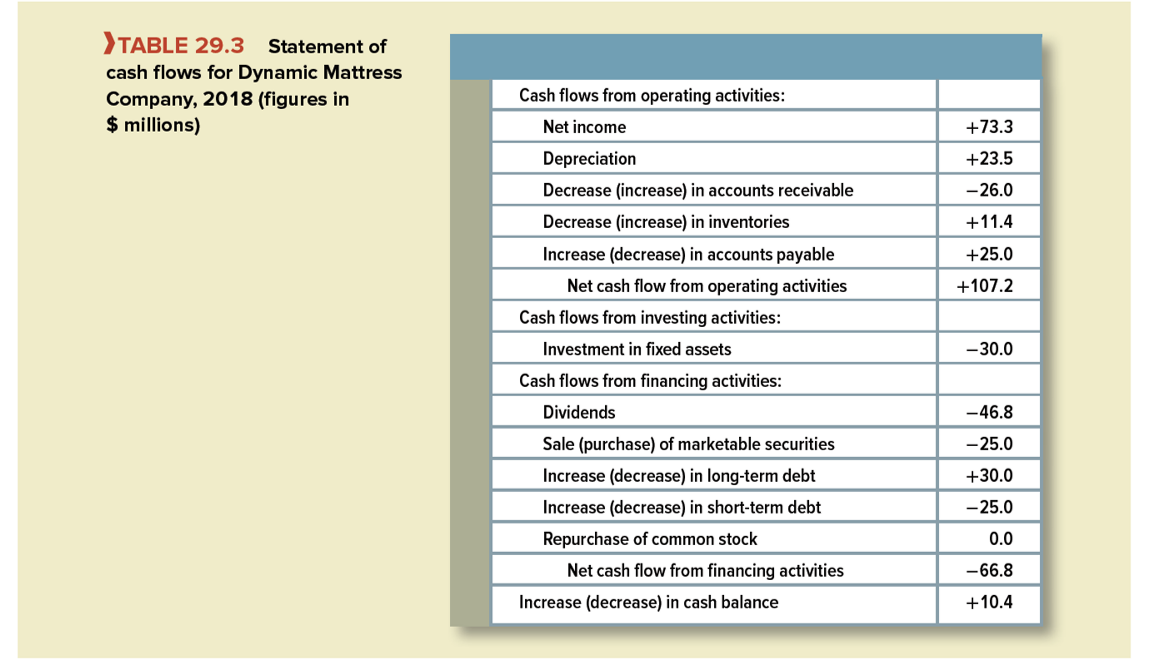 ❱TABLE 29.3 Statement of
cash flows for Dynamic Mattress
Company, 2018 (figures in
$ millions)
Cash flows from operating activities:
Net income +73.3
Depreciation +23.5
Decrease (increase) in accounts receivable −26.0
Decrease (increase) in inventories +11.4
Increase (decrease) in accounts payable +25.0
Net cash flow from operating activities +107.2
Cash flows from investing activities:
Investment in fixed assets −30.0
Cash flows from financing activities:
Dividends −46.8
Sale (purchase) of marketable securities −25.0
Increase (decrease) in long-term debt +30.0
Increase (decrease) in short-term debt −25.0
Repurchase of common stock 0.0
Net cash flow from financing activities −66.8
Increase (decrease) in cash balance +10.4